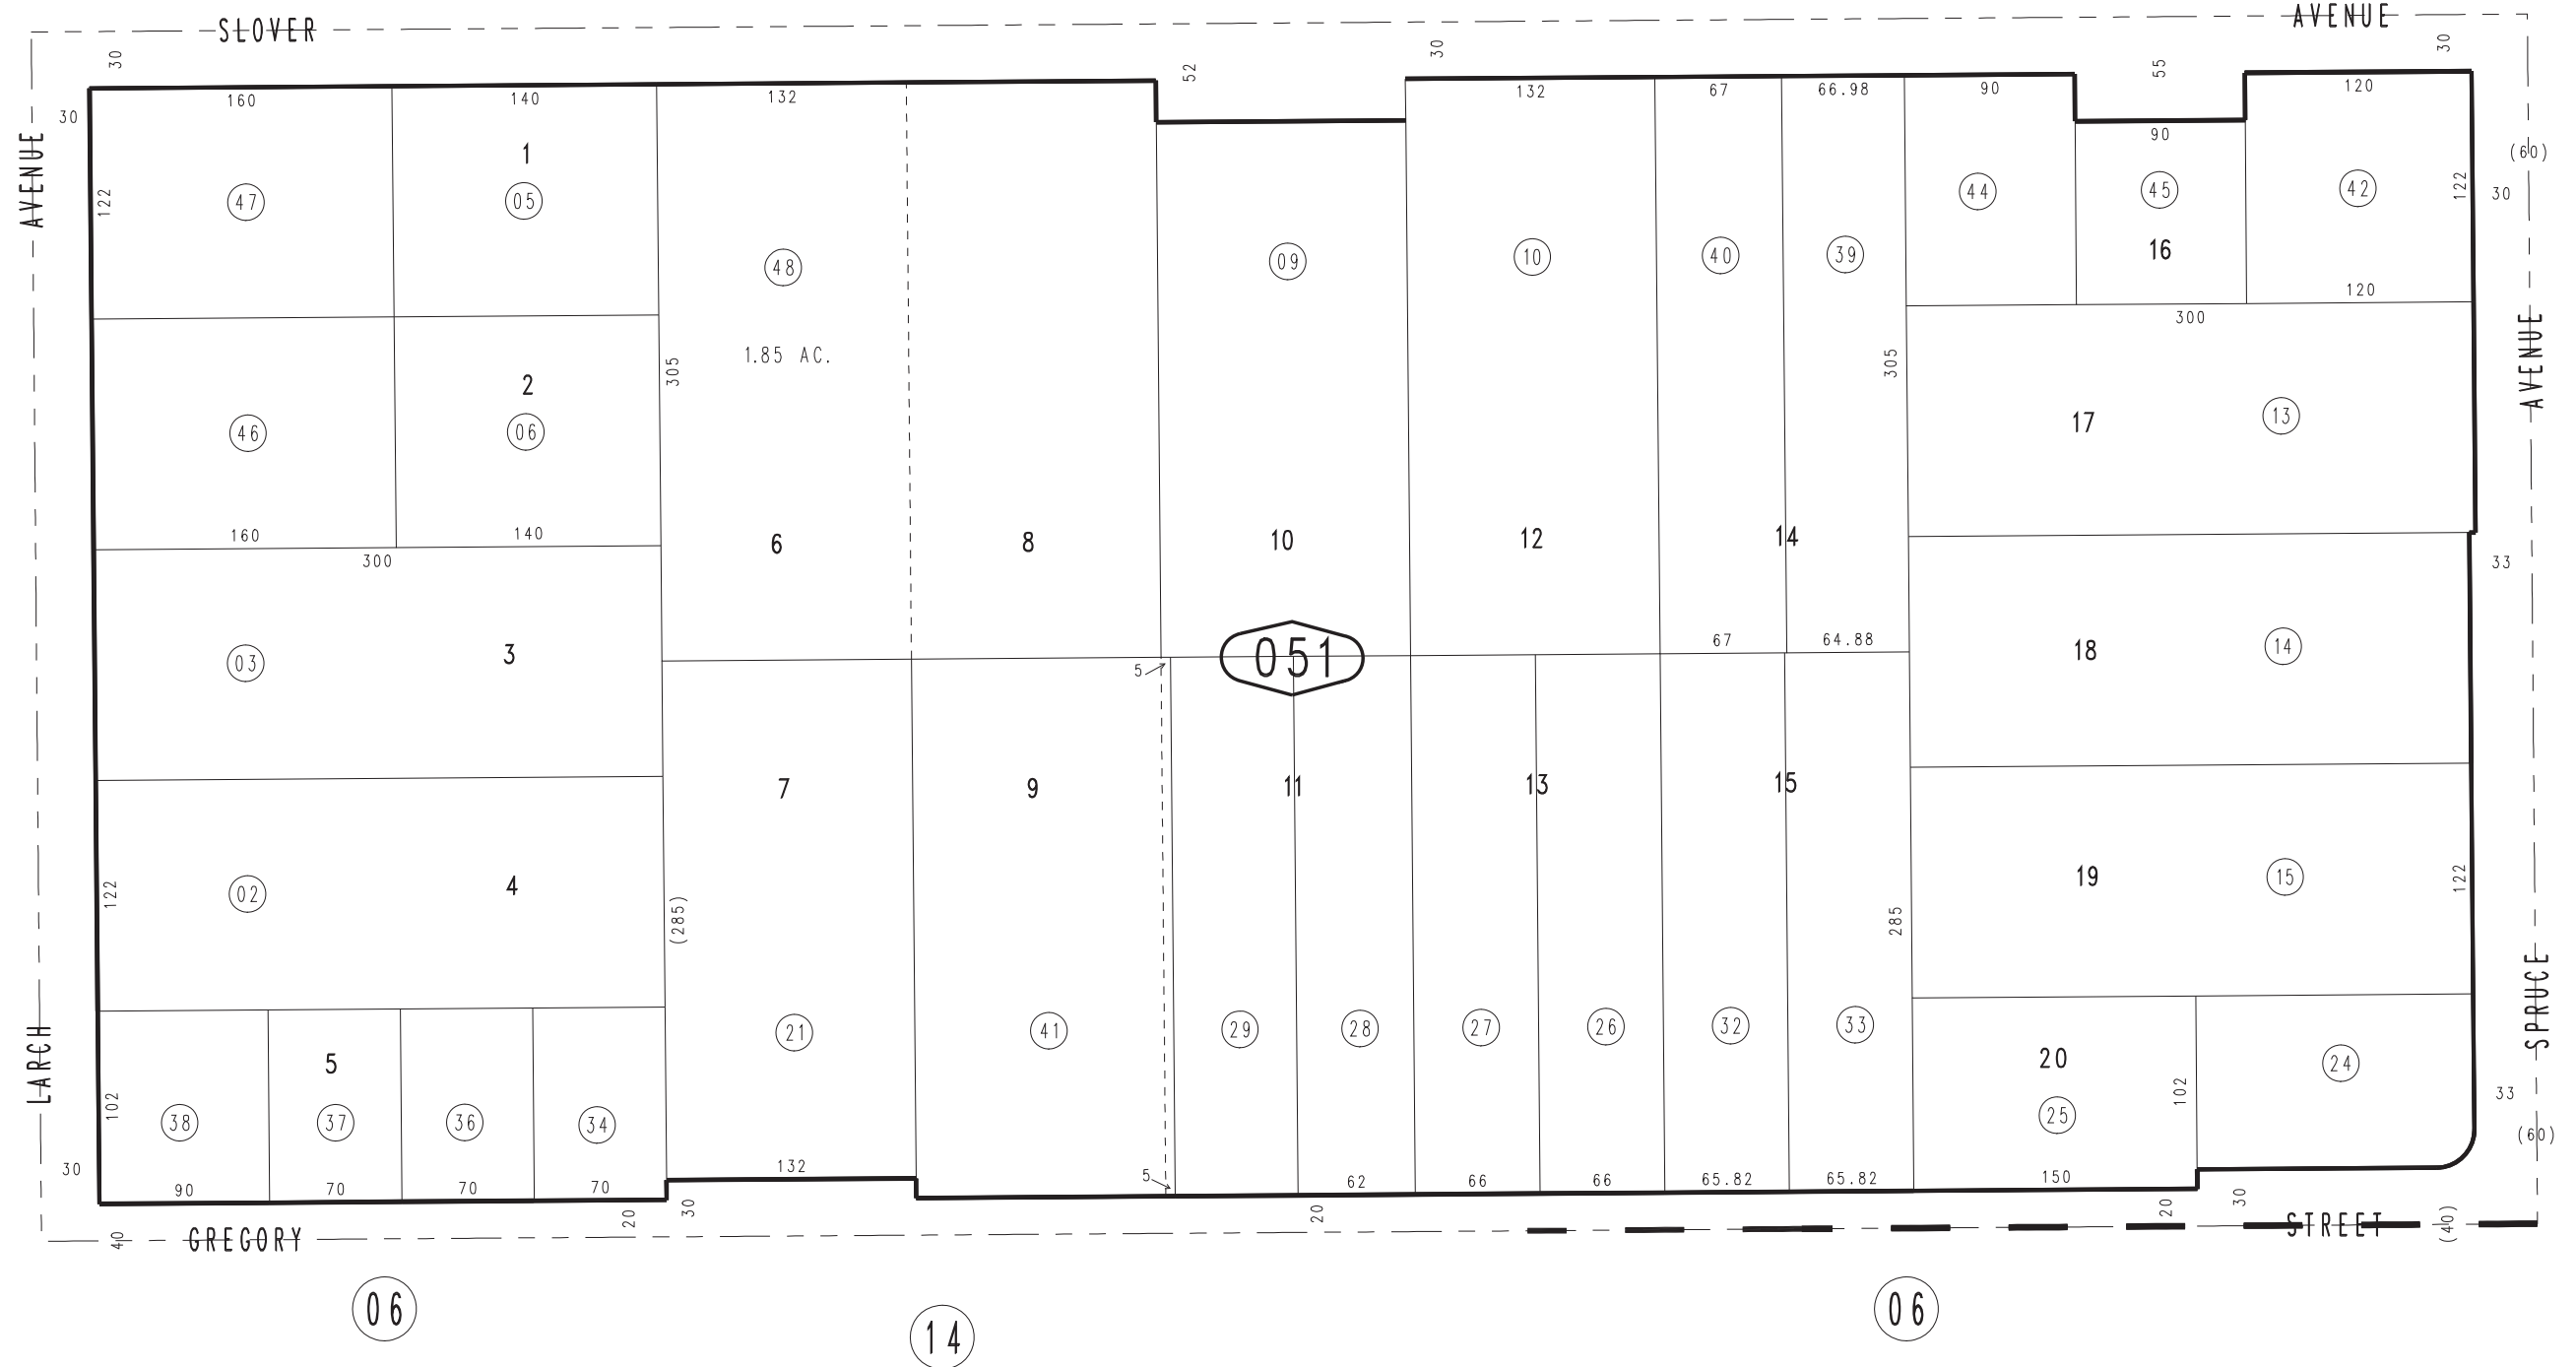 SLOVER AVENUE
30 52 30 55 30
30 160 140 132 132 67 66.98 90 120
AVENUE
90
(60)
1
122 47 05 44 45 42 122 30
16
48 09 10 40 39
120
300
AVENUE
1.85 AC.
305 305
2
46 06 17 13
160 140
300
6 8 10 12 14
33
67 64.88
03 3 051 18 14
5
7 9 11 13 15
122 02 4 19 15 122
(285) 285
LARCH SPRUCE
21 41 29 28 27 26 32 33
5 20 24
102 102 33
38 37 36 34 25
(60)
30 132 5
90 70 70 70 62 66 66 65.82 65.82 150
20 30 20 20 30
40 GREGORY STREET (40)
06 14 06